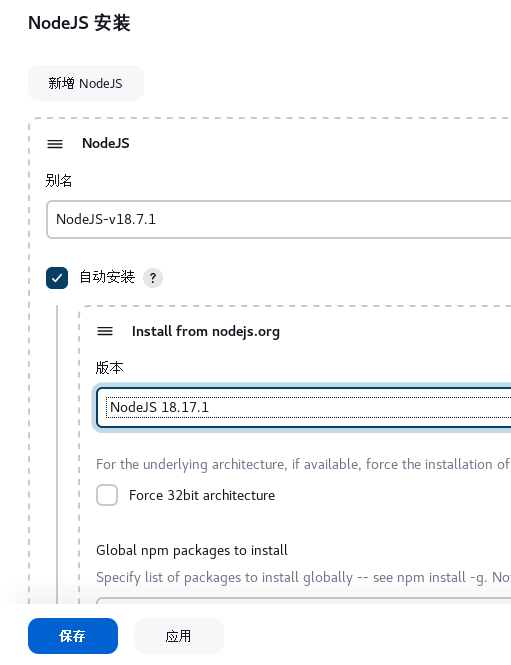 NodeJS 安装
新增 NodeJS
NodeJS
别名
NodeJS-v18.7.1
自动安装 ?
Install from nodejs.org
版本
NodeJS 18.17.1
For the underlying architecture, if available, force the installation of
Force 32bit architecture
Global npm packages to install
Specify list of packages to install globally -- see npm install -g. No
保存 应用